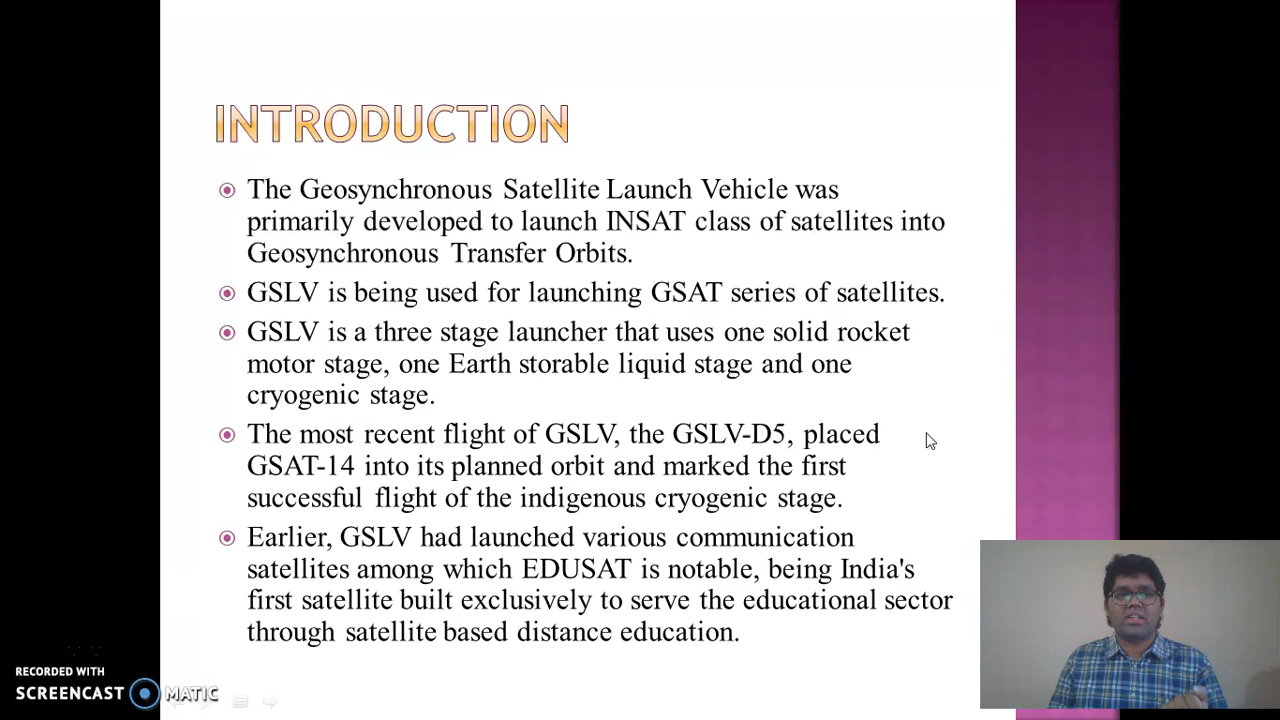 INTRODUCTION
The Geosynchronous Satellite Launch Vehicle was
primarily developed to launch INSAT class of satellites into
Geosynchronous Transfer Orbits.
GSLV is being used for launching GSAT series of satellites.
GSLV is a three stage launcher that uses one solid rocket
motor stage, one Earth storable liquid stage and one
cryogenic stage.
The most recent flight of GSLV, the GSLV-D5, placed
GSAT-14 into its planned orbit and marked the first
successful flight of the indigenous cryogenic stage.
Earlier, GSLV had launched various communication
satellites among which EDUSAT is notable, being India's
first satellite built exclusively to serve the educational sector
through satellite based distance education.
RECORDED WITH
SCREENCAST MATIC